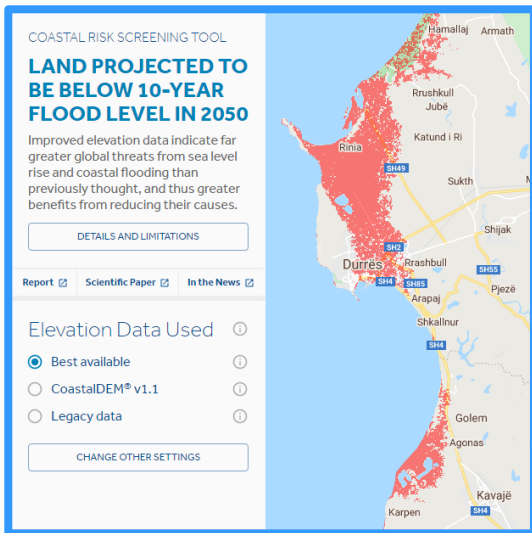 COASTAL RISK SCREENING TOOL
LAND PROJECTED TO
BE BELOW 10-YEAR
FLOOD LEVEL IN 2050
Improved elevation data indicate far
greater global threats from sea level
rise and coastal flooding than
previously thought, and thus greater
benefits from reducing their causes.
DETAILS AND LIMITATIONS
Report
Scientific Paper
In the News
Elevation Data Used
Best available
CoastalDEM® v1.1
Legacy data
CHANGE OTHER SETTINGS
Hamallaj
Armath
Rrushkull
Jubë
Katund i Ri
Rinia
SH49
Sukth
Shijak
SH2
Durrës
Rrashbull
SH55
SH4
SH85
Arapaj
Pjezë
Shkallnur
SH4
Golem
Agonas
Kavajë
SH4
Karpen